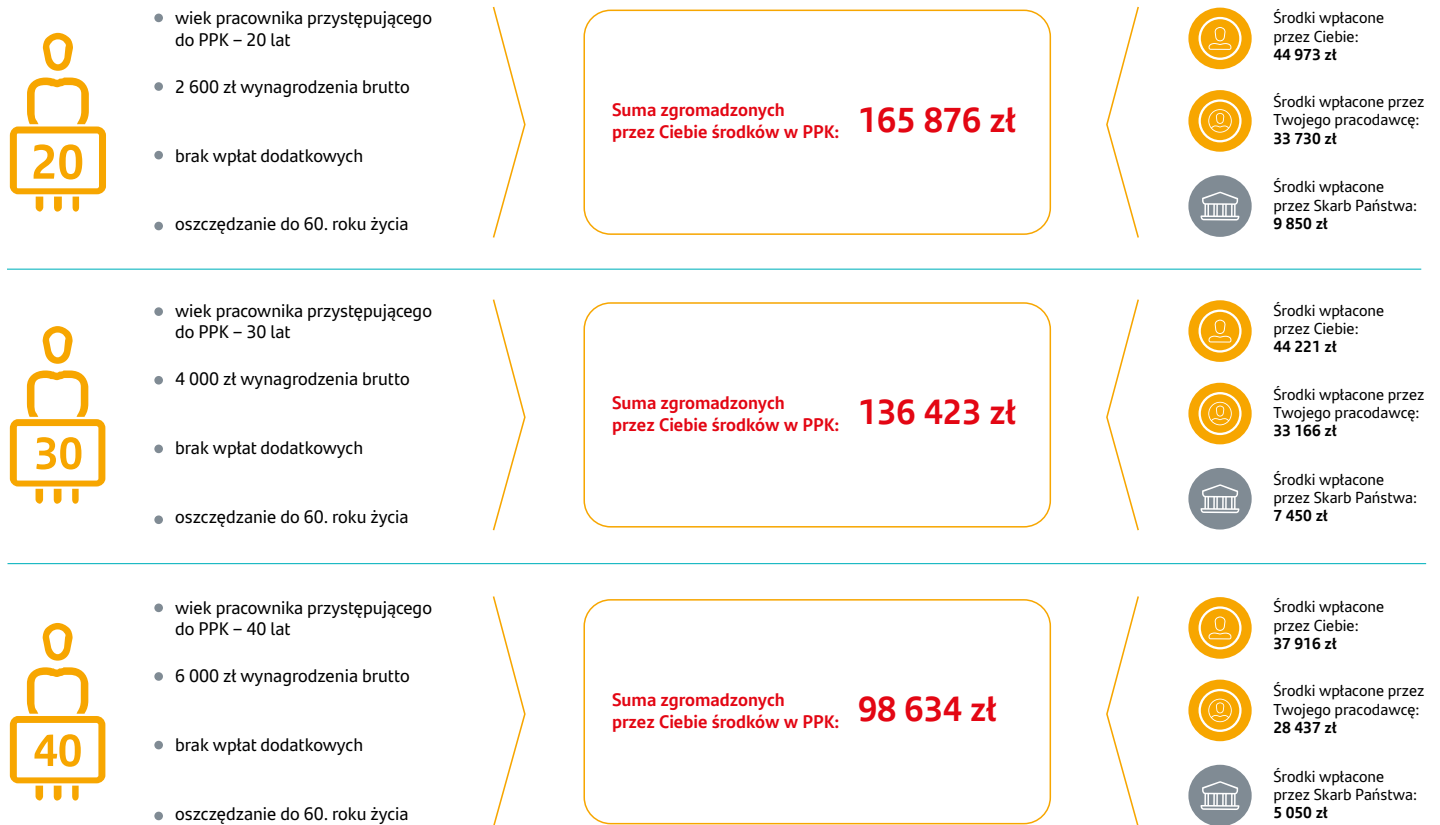 20
wiek pracownika przystępującego
do PPK – 20 lat
2 600 zł wynagrodzenia brutto
brak wpłat dodatkowych
oszczędzanie do 60. roku życia
Suma zgromadzonych
przez Ciebie środków w PPK:
165 876 zł
Środki wpłacone
przez Ciebie:
44 973 zł
Środki wpłacone przez
Twojego pracodawcę:
33 730 zł
Środki wpłacone
przez Skarb Państwa:
9 850 zł
30
wiek pracownika przystępującego
do PPK – 30 lat
4 000 zł wynagrodzenia brutto
brak wpłat dodatkowych
oszczędzanie do 60. roku życia
Suma zgromadzonych
przez Ciebie środków w PPK:
136 423 zł
Środki wpłacone
przez Ciebie:
44 221 zł
Środki wpłacone przez
Twojego pracodawcę:
33 166 zł
Środki wpłacone
przez Skarb Państwa:
7 450 zł
40
wiek pracownika przystępującego
do PPK – 40 lat
6 000 zł wynagrodzenia brutto
brak wpłat dodatkowych
oszczędzanie do 60. roku życia
Suma zgromadzonych
przez Ciebie środków w PPK:
98 634 zł
Środki wpłacone
przez Ciebie:
37 916 zł
Środki wpłacone przez
Twojego pracodawcę:
28 437 zł
Środki wpłacone
przez Skarb Państwa:
5 050 zł